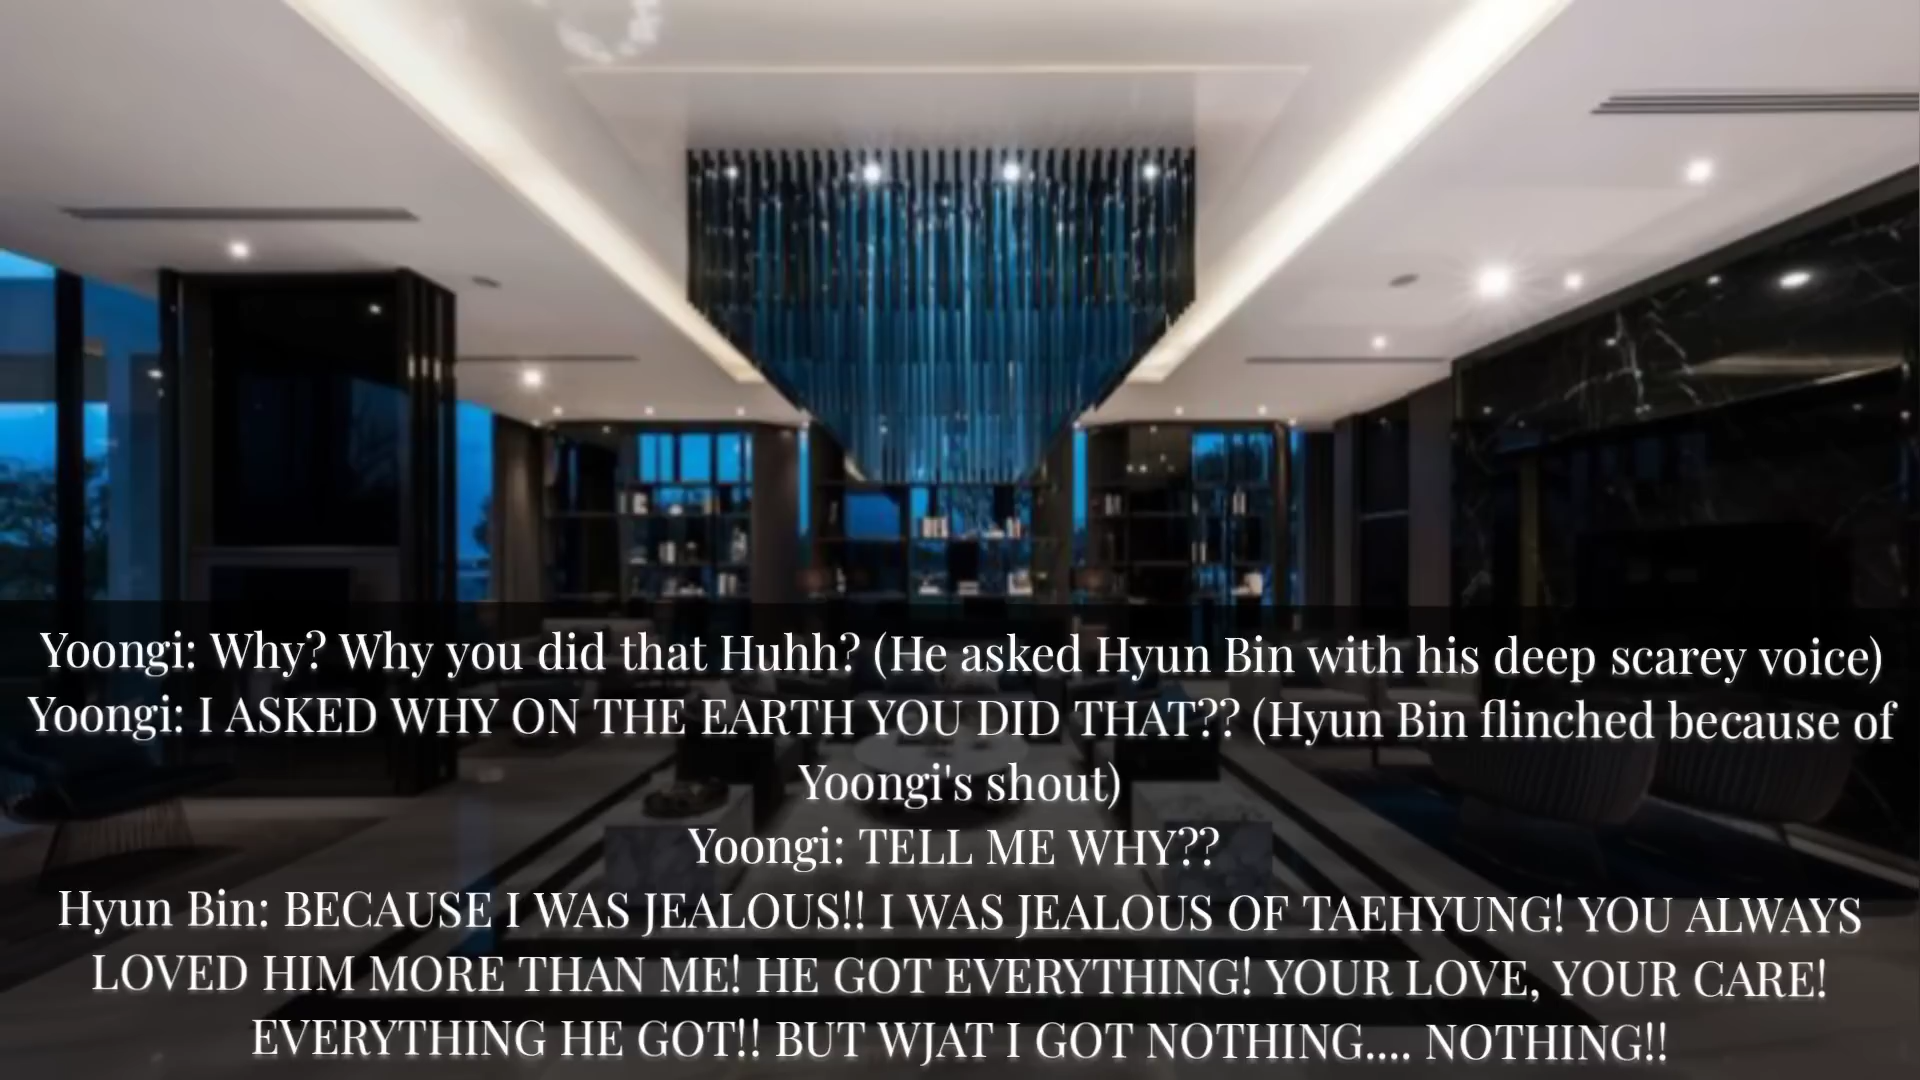 Yoongi: Why? Why you did that Huhh? (He asked Hyun Bin with his deep scarey voice)
Yoongi: I ASKED WHY ON THE EARTH YOU DID THAT?? (Hyun Bin flinched because of
Yoongi's shout)
Yoongi: TELL ME WHY??
Hyun Bin: BECAUSE I WAS JEALOUS!! I WAS JEALOUS OF TAEHYUNG! YOU ALWAYS
LOVED HIM MORE THAN ME! HE GOT EVERYTHING! YOUR LOVE, YOUR CARE!
EVERYTHING HE GOT!! BUT WJAT I GOT NOTHING.... NOTHING!!